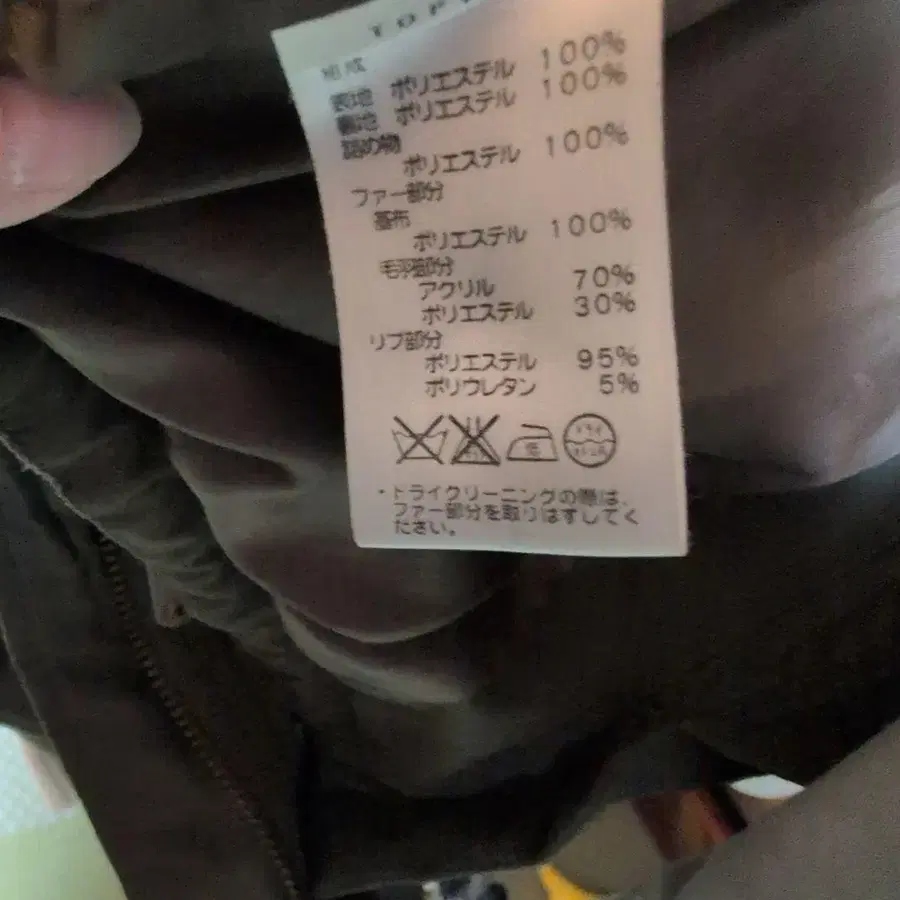 組成
表地 ポリエステル 100%
裏地 ポリエステル 100%
詰め物
ポリエステル 100%
ファー部分
基布
ポリエステル 100%
毛羽部分
アクリル 70%
ポリエステル 30%
リブ部分
ポリエステル 95%
ポリウレタン 5%
低
ドライ
・ドライクリーニングの際は、
ファー部分を取りはずしてく
ださい。